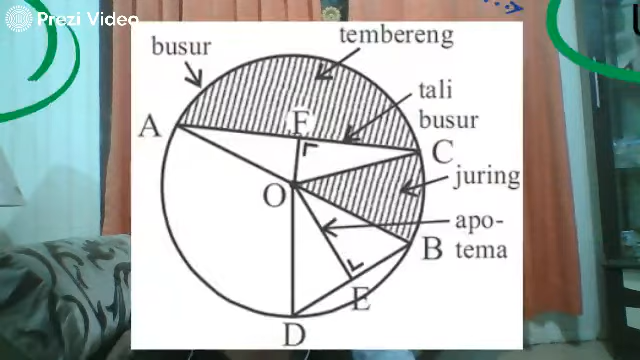 Prezi Video
busur
tembereng
tali
busur
A
F
C
juring
O
apo-
tema
B
E
D